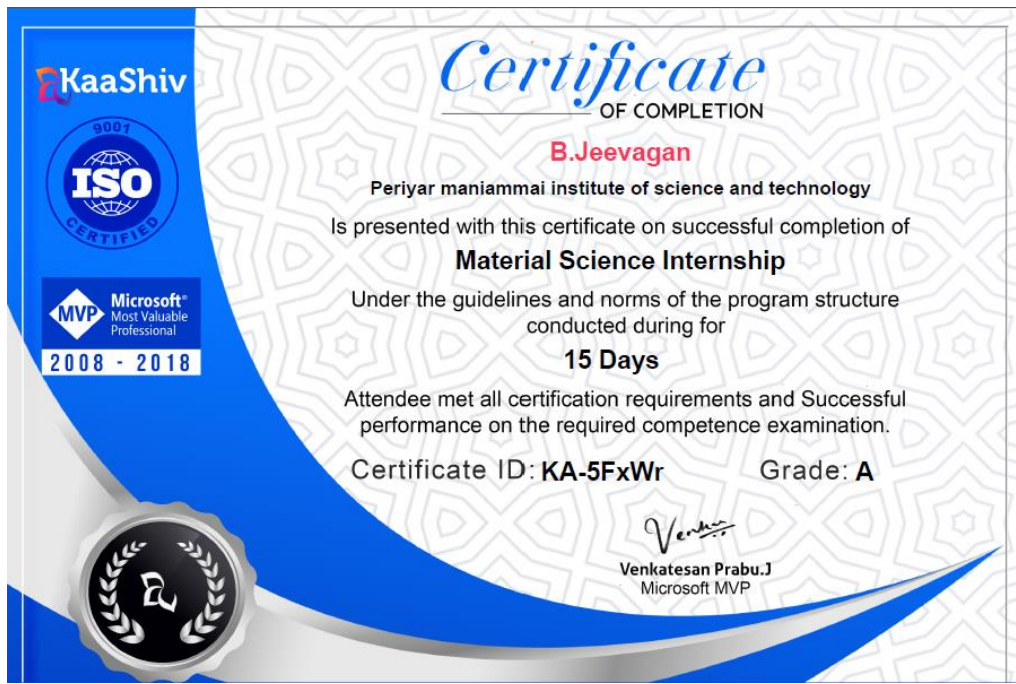 KaaShiv
9001
ISO
CERTIFIED
MVP
Microsoft®
Most Valuable
Professional
2008 - 2018
Certificate
OF COMPLETION
B.Jeevagan
Periyar maniammai institute of science and technology
Is presented with this certificate on successful completion of
Material Science Internship
Under the guidelines and norms of the program structure
conducted during for
15 Days
Attendee met all certification requirements and Successful
performance on the required competence examination.
Certificate ID: KA-5FxWr Grade: A
Venkatesan Prabu.J
Microsoft MVP